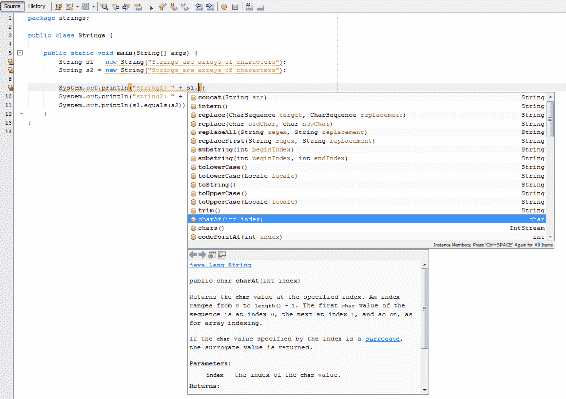 Source History
1 package strings;
2
3 public class Strings {
4
5 public static void main(String[] args) {
String s1 = new String("Strings are arrays of characters");
String s2 = new String("Strings are arrays of characters");
8
System.out.println("String1: " + s1.);
10 System.out.println("String2: " +
11 System.out.println(s1.equals(s2))
12 }
13 }
14
concat(String str) String
intern() String
replace(CharSequence target, CharSequence replacement) String
replace(char oldChar, char newChar) String
replaceAll(String regex, String replacement) String
replaceFirst(String regex, String replacement) String
substring(int beginIndex) String
substring(int beginIndex, int endIndex) String
toLowerCase() String
toLowerCase(Locale locale) String
toString() String
toUpperCase() String
toUpperCase(Locale locale) String
trim() String
charAt(int index) char
chars() IntStream
codePointAt(int index) int
Instance Members; Press 'Ctrl+SPACE' Again for All Items
java.lang.String
public char charAt(int index)
Returns the char value at the specified index. An index
ranges from 0 to length() - 1. The first char value of the
sequence is at index 0, the next at index 1, and so on, as
for array indexing.
If the char value specified by the index is a surrogate,
the surrogate value is returned.
Parameters:
index - the index of the char value.
Returns: